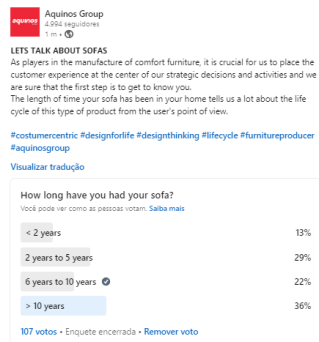 aquinos
Aquinos Group
4.994 seguidores
1 m •
LETS TALK ABOUT SOFAS
As players in the manufacture of comfort furniture, it is crucial for us to place the
customer experience at the center of our strategic decisions and activities and we
are sure that the first step is to get to know you.
The length of time your sofa has been in your home tells us a lot about the life
cycle of this type of product from the user's point of view.
#costumercentric #designforlife #designthinking #lifecycle #furnitureproducer
#aquinosgroup
Visualizar tradução
How long have you had your sofa?
Você pode ver como as pessoas votam. Saiba mais
< 2 years 13%
2 years to 5 years 29%
6 years to 10 years 22%
> 10 years 36%
107 votos • Enquete encerrada • Remover voto